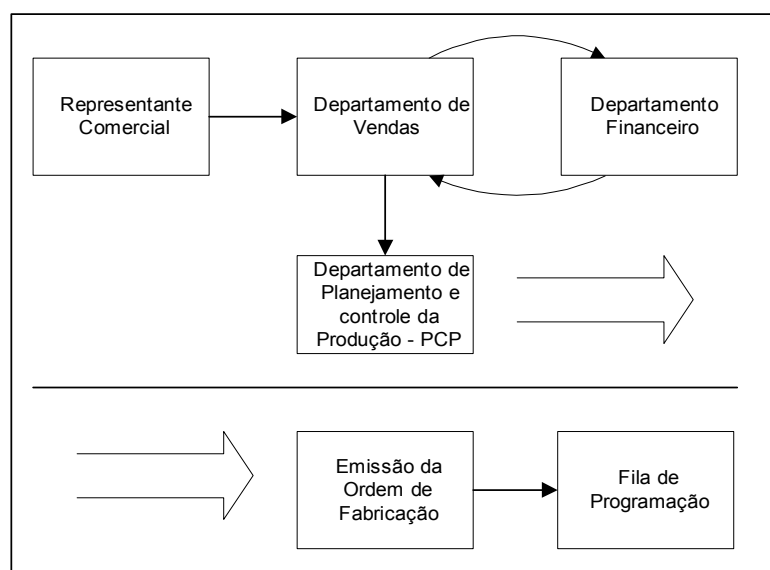 Representante
Comercial
Departamento de
Vendas
Departamento
Financeiro
Departamento de
Planejamento e
controle da
Produção - PCP
Emissão da
Ordem de
Fabricação
Fila de
Programação